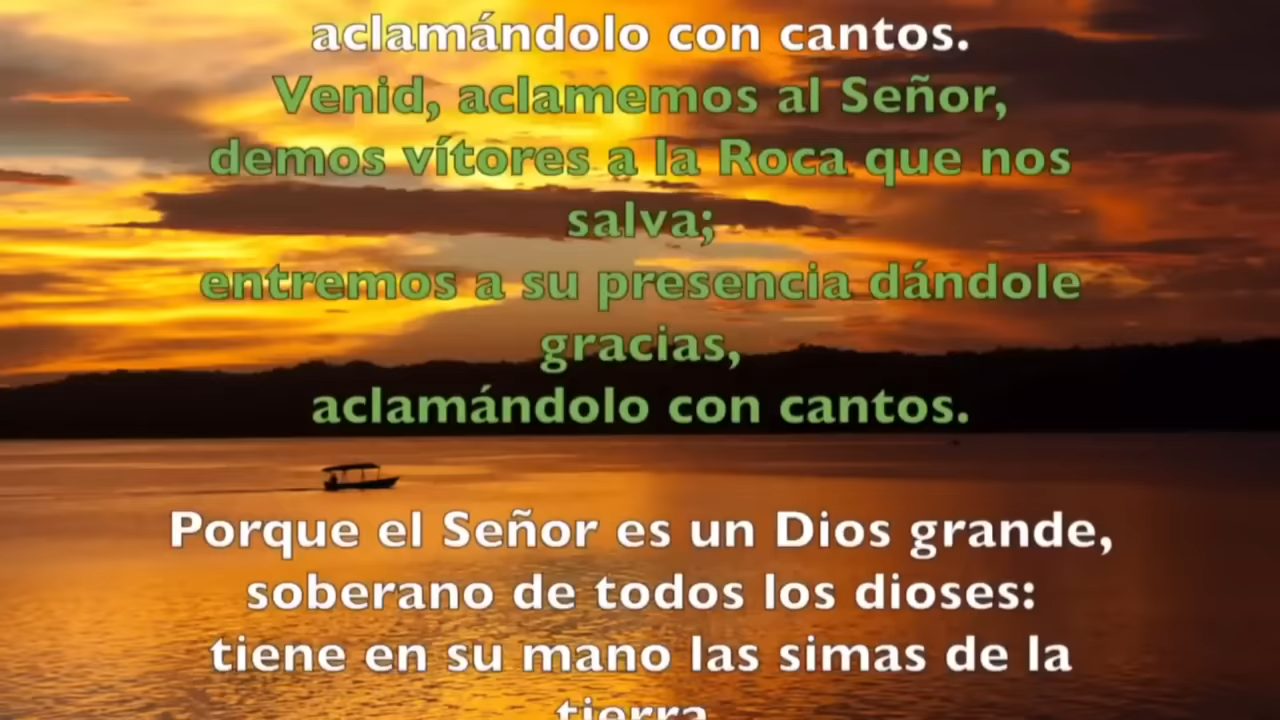 aclamándolo con cantos.
Venid, aclamemos al Señor,
demos vítores a la Roca que nos
salva;
entremos a su presencia dándole
gracias,
aclamándolo con cantos.
Porque el Señor es un Dios grande,
soberano de todos los dioses:
tiene en su mano las simas de la
tierra